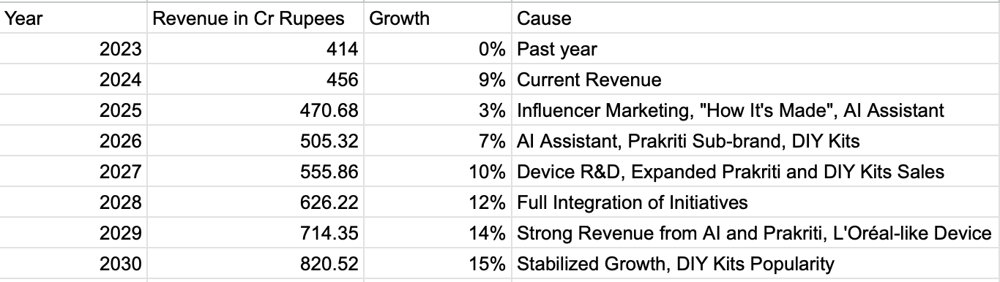 Year Revenue in Cr Rupees Growth Cause
2023 414 0% Past year
2024 456 9% Current Revenue
2025 470.68 3% Influencer Marketing, "How It's Made", AI Assistant
2026 505.32 7% AI Assistant, Prakriti Sub-brand, DIY Kits
2027 555.86 10% Device R&D, Expanded Prakriti and DIY Kits Sales
2028 626.22 12% Full Integration of Initiatives
2029 714.35 14% Strong Revenue from AI and Prakriti, L'Oréal-like Device
2030 820.52 15% Stabilized Growth, DIY Kits Popularity